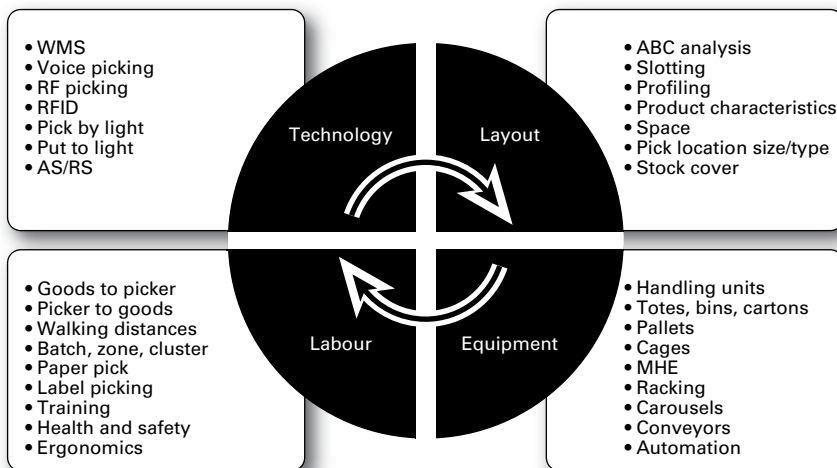 • WMS
• Voice picking
• RF picking
• RFID
• Pick by light
• Put to light
• AS/RS
Technology
Layout
• ABC analysis
• Slotting
• Profiling
• Product characteristics
• Space
• Pick location size/type
• Stock cover
• Goods to picker
• Picker to goods
• Walking distances
• Batch, zone, cluster
• Paper pick
• Label picking
• Training
• Health and safety
• Ergonomics
Labour
Equipment
• Handling units
• Totes, bins, cartons
• Pallets
• Cages
• MHE
• Racking
• Carousels
• Conveyors
• Automation